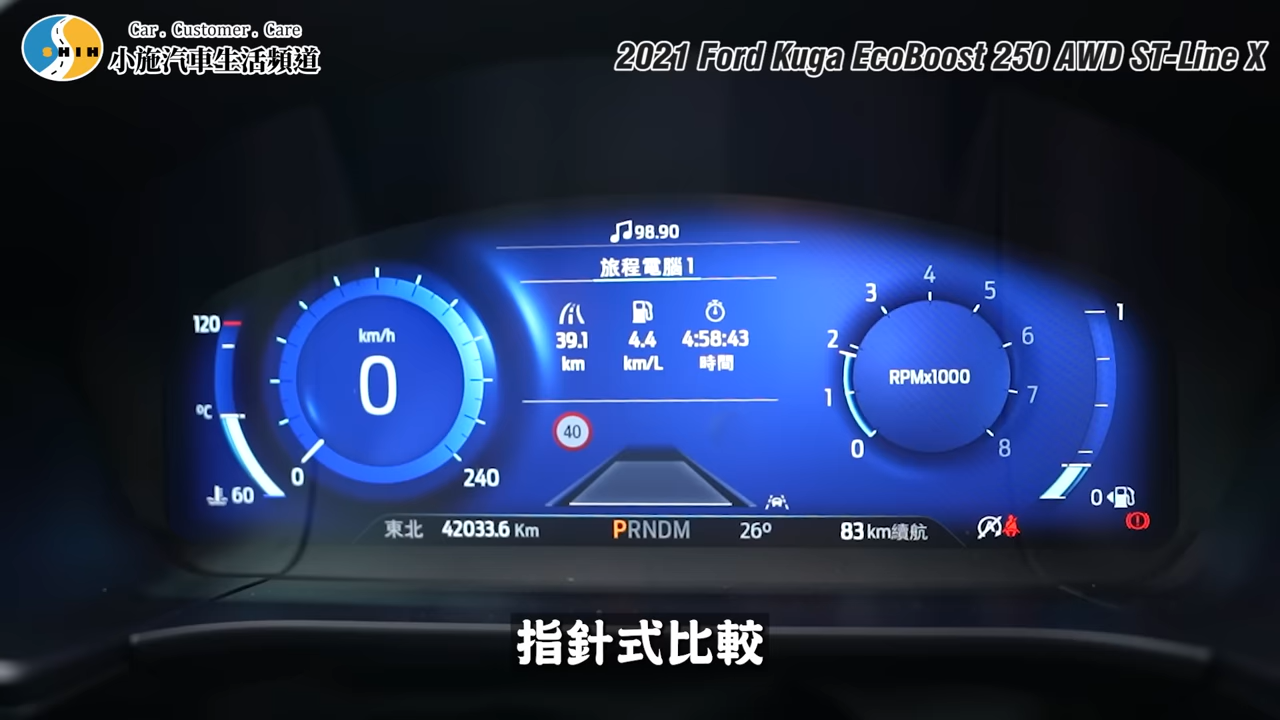 Car. Customer. Care
SHIH
小施汽車生活頻道
2021 Ford Kuga EcoBoost 250 AWD ST-Line X
98.90
旅程電腦1
39.1 4.4 4:58:43
km km/L 時間
40
120
°C
60
km/h
0
0 240
RPMx1000
0 1 2 3 4 5 6 7 8
1
0
東北 42033.6 Km PRNDM 26° 83 km續航
指針式比較